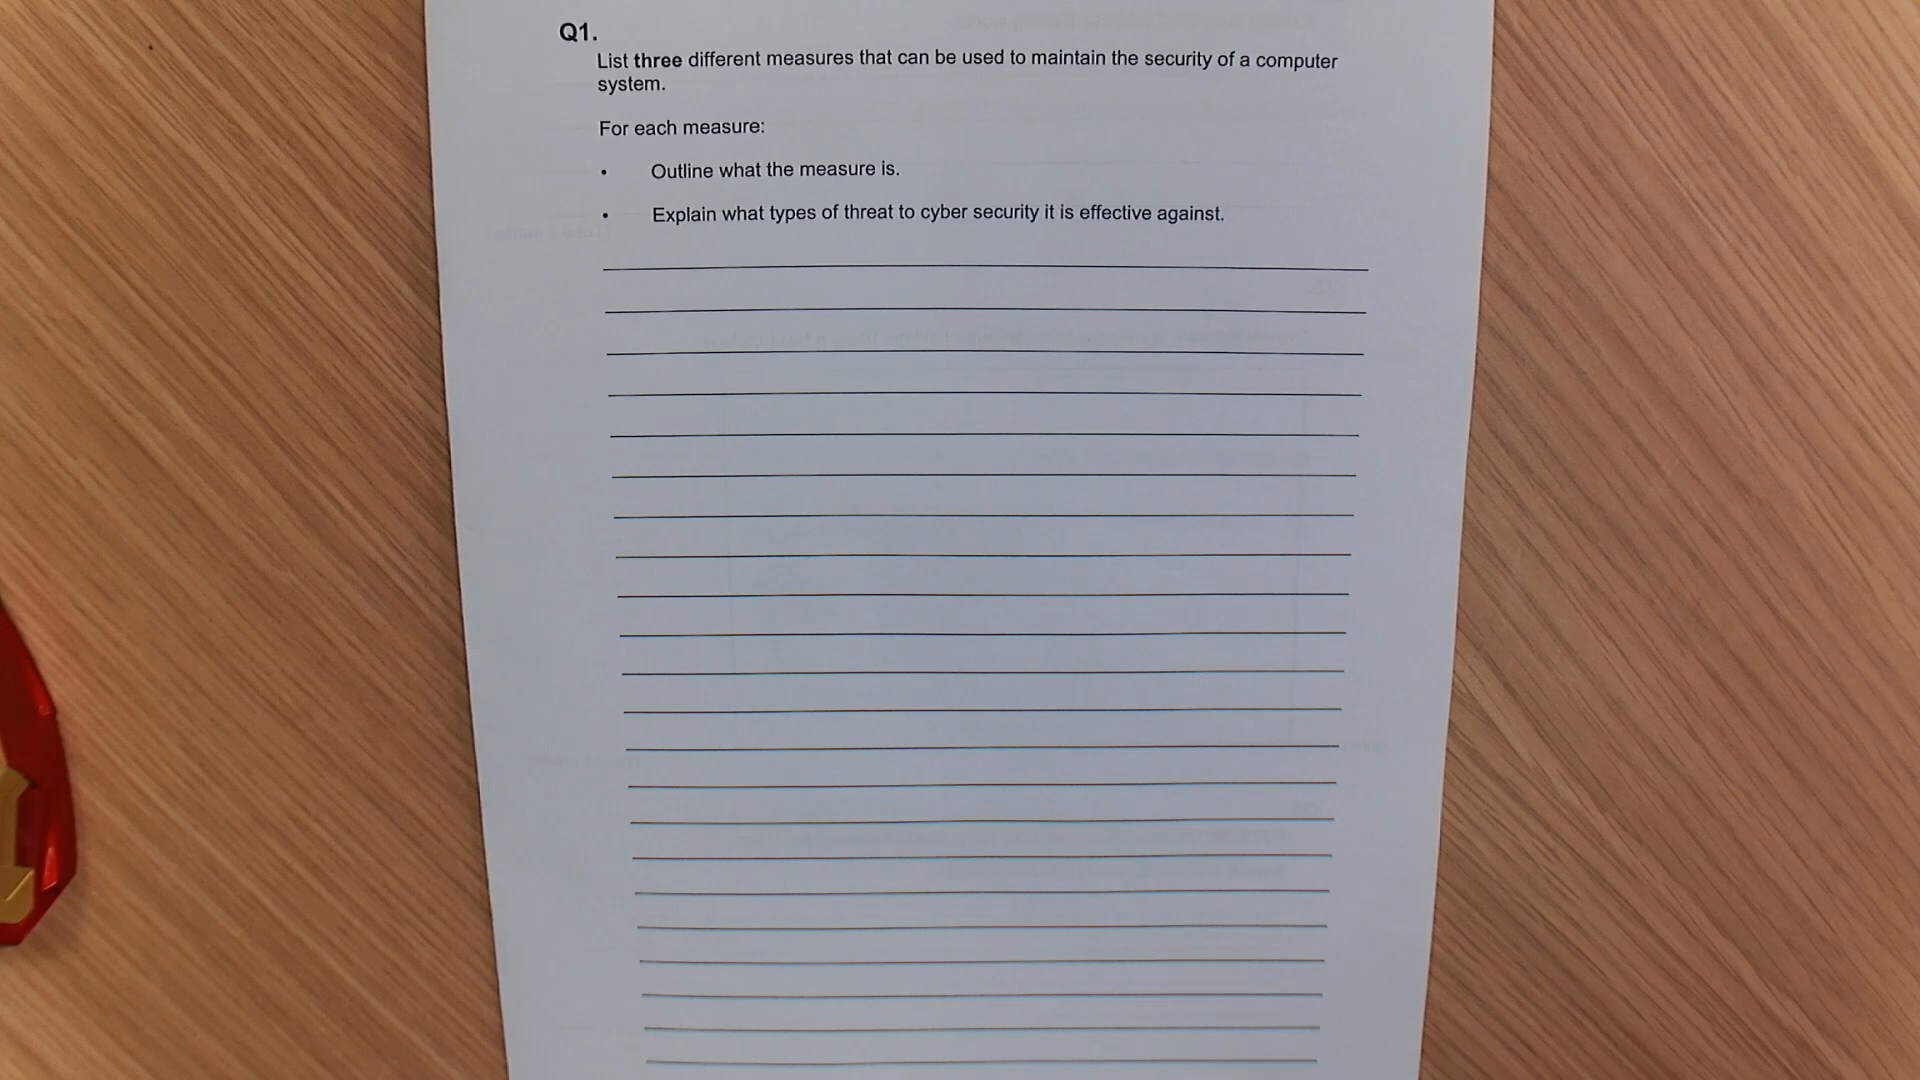 Q1.
List three different measures that can be used to maintain the security of a computer
system.
For each measure:
• Outline what the measure is.
• Explain what types of threat to cyber security it is effective against.